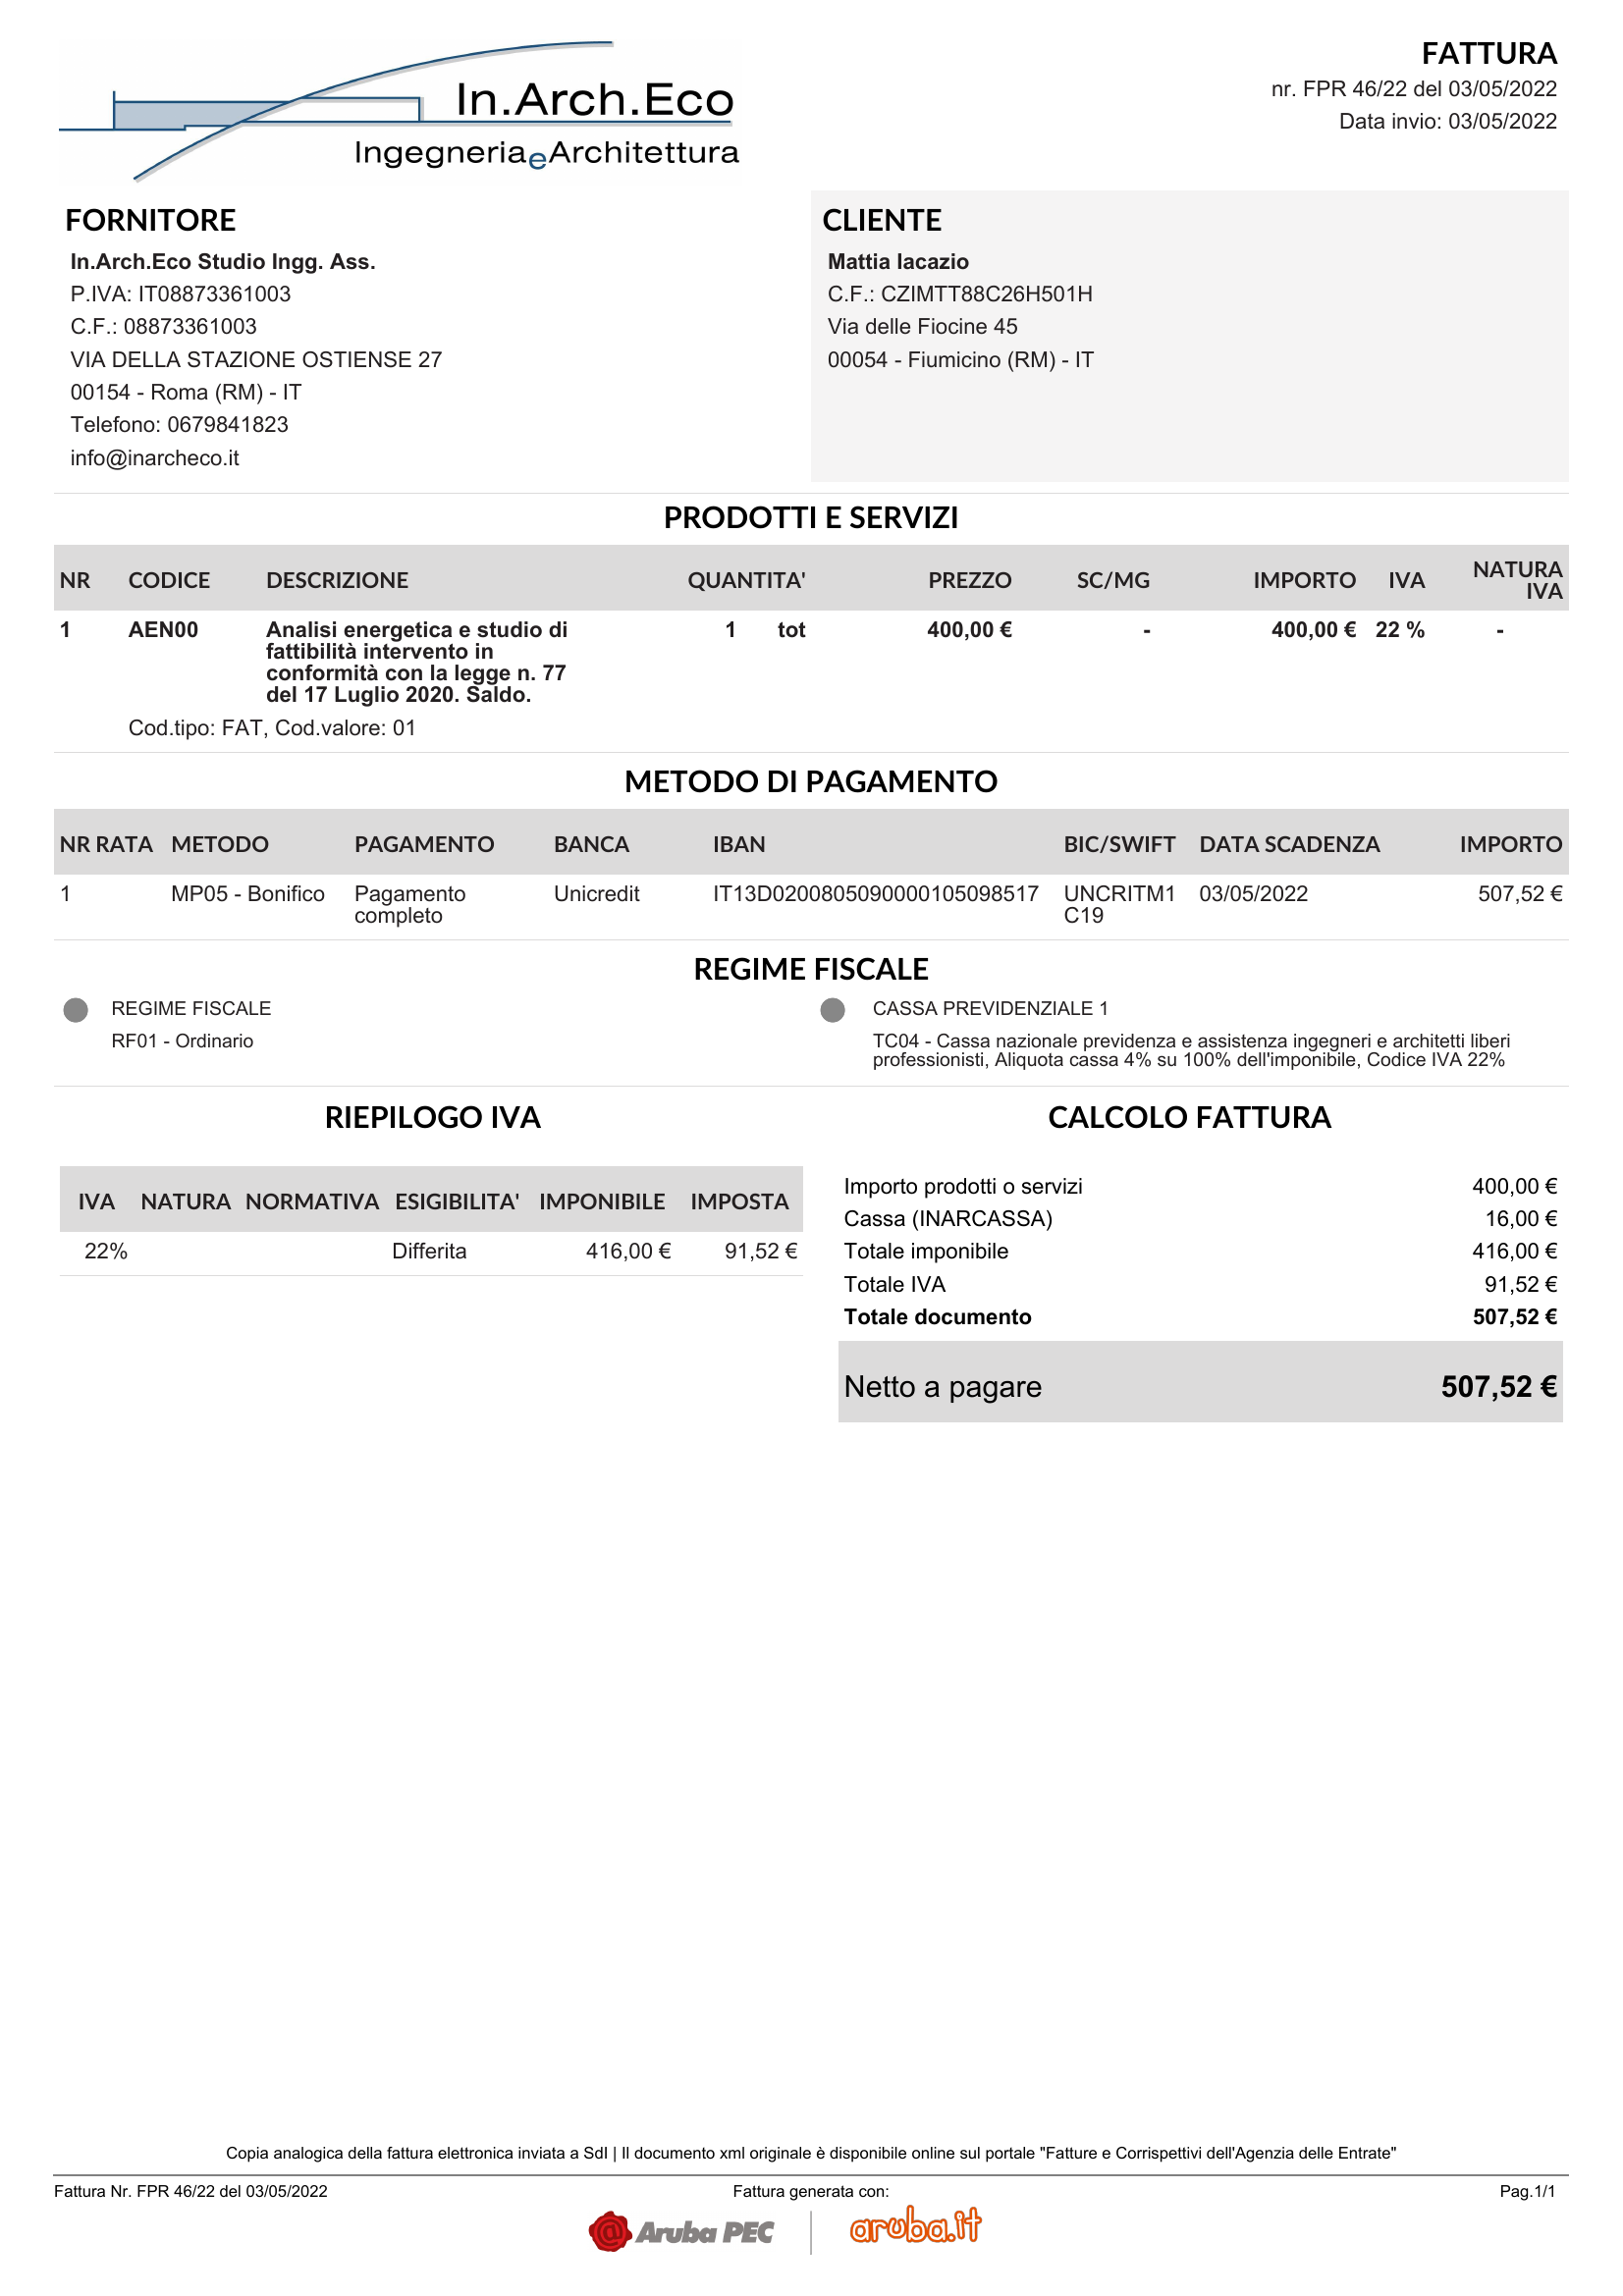 In.Arch.Eco
IngegneriaeArchitettura
FATTURA
nr. FPR 46/22 del 03/05/2022
Data invio: 03/05/2022
FORNITORE
In.Arch.Eco Studio Ingg. Ass.
P.IVA: IT08873361003
C.F.: 08873361003
VIA DELLA STAZIONE OSTIENSE 27
00154 - Roma (RM) - IT
Telefono: 0679841823
info@inarcheco.it
CLIENTE
Mattia Iacazio
C.F.: CZIMTT88C26H501H
Via delle Fiocine 45
00054 - Fiumicino (RM) - IT
PRODOTTI E SERVIZI
NR CODICE DESCRIZIONE QUANTITA' PREZZO SC/MG IMPORTO IVA NATURA IVA
1 AEN00 Analisi energetica e studio di 1 tot 400,00 € - 400,00 € 22 % -
fattibilità intervento in
conformità con la legge n. 77
del 17 Luglio 2020. Saldo.
Cod.tipo: FAT, Cod.valore: 01
METODO DI PAGAMENTO
NR RATA METODO PAGAMENTO BANCA IBAN BIC/SWIFT DATA SCADENZA IMPORTO
1 MP05 - Bonifico Pagamento Unicredit IT13D0200805090000105098517 UNCRITM1 03/05/2022 507,52 €
completo C19
REGIME FISCALE
REGIME FISCALE
RF01 - Ordinario
CASSA PREVIDENZIALE 1
TC04 - Cassa nazionale previdenza e assistenza ingegneri e architetti liberi
professionisti, Aliquota cassa 4% su 100% dell'imponibile, Codice IVA 22%
RIEPILOGO IVA
IVA NATURA NORMATIVA ESIGIBILITA' IMPONIBILE IMPOSTA
22% Differita 416,00 € 91,52 €
CALCOLO FATTURA
Importo prodotti o servizi 400,00 €
Cassa (INARCASSA) 16,00 €
Totale imponibile 416,00 €
Totale IVA 91,52 €
Totale documento 507,52 €
Netto a pagare 507,52 €
Copia analogica della fattura elettronica inviata a SdI | Il documento xml originale è disponibile online sul portale "Fatture e Corrispettivi dell'Agenzia delle Entrate"
Fattura Nr. FPR 46/22 del 03/05/2022 Fattura generata con: Pag.1/1
@ Aruba PEC aruba.it